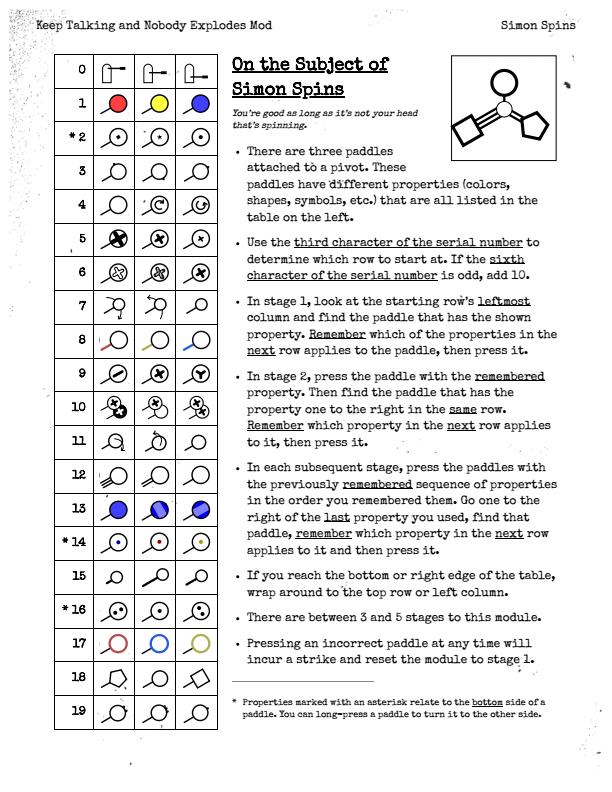 Keep Talking and Nobody Explodes Mod
Simon Spins
0
1
* 2
3
4
5
6
7
8
9
10
11
12
13
* 14
15
* 16
17
18
19
On the Subject of
Simon Spins
You're good as long as it's not your head
that's spinning.
• There are three paddles
attached to a pivot. These
paddles have different properties (colors,
shapes, symbols, etc.) that are all listed in the
table on the left.
• Use the third character of the serial number to
determine which row to start at. If the sixth
character of the serial number is odd, add 10.
• In stage 1, look at the starting row's leftmost
column and find the paddle that has the shown
property. Remember which of the properties in the
next row applies to the paddle, then press it.
• In stage 2, press the paddle with the remembered
property. Then find the paddle that has the
property one to the right in the same row.
Remember which property in the next row applies
to it, then press it.
• In each subsequent stage, press the paddles with
the previously remembered sequence of properties
in the order you remembered them. Go one to the
right of the last property you used, find that
paddle, remember which property in the next row
applies to it and then press it.
• If you reach the bottom or right edge of the table,
wrap around to the top row or left column.
• There are between 3 and 5 stages to this module.
• Pressing an incorrect paddle at any time will
incur a strike and reset the module to stage 1.
* Properties marked with an asterisk relate to the bottom side of a
paddle. You can long-press a paddle to turn it to the other side.